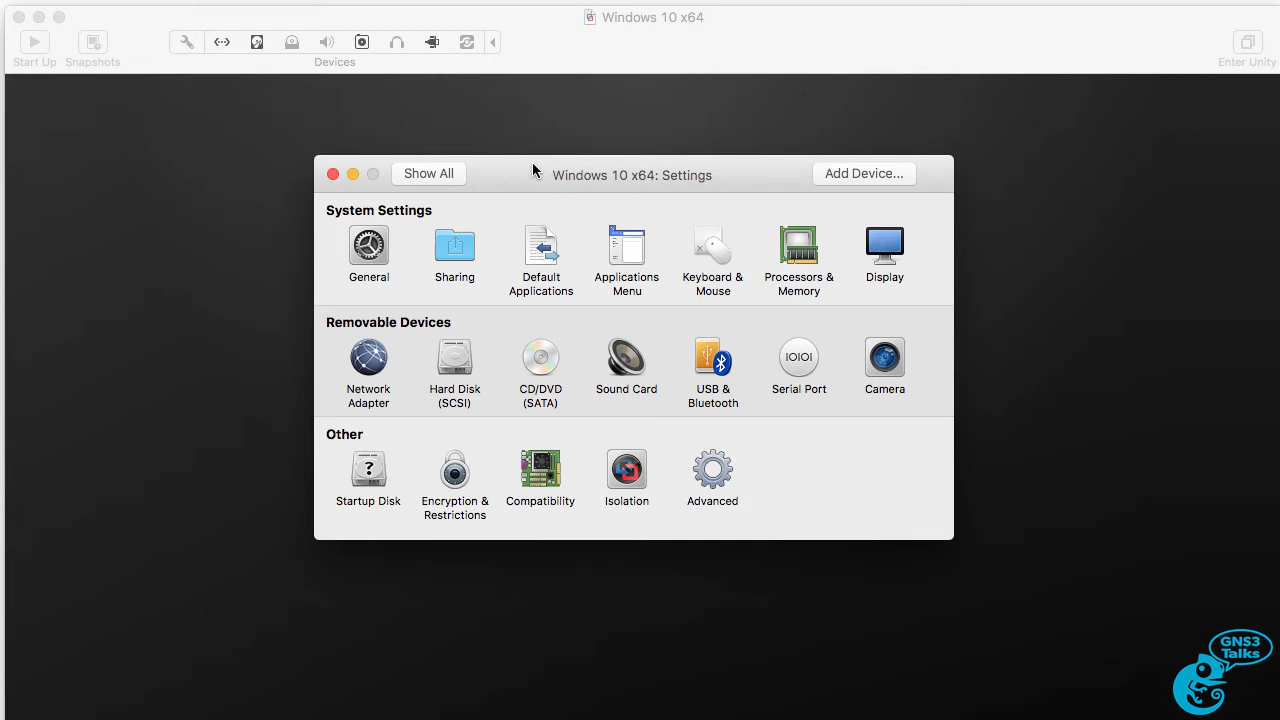 Windows 10 x64
Start Up
Snapshots
Devices
Enter Unity
Show All
Windows 10 x64: Settings
Add Device...
System Settings
General
Sharing
Default
Applications
Applications
Menu
Keyboard &
Mouse
Processors &
Memory
Display
Removable Devices
Network
Adapter
Hard Disk
(SCSI)
CD/DVD
(SATA)
Sound Card
USB &
Bluetooth
IOIOI
Serial Port
Camera
Other
?
Startup Disk
Encryption &
Restrictions
Compatibility
Isolation
Advanced
GNS3
Talks